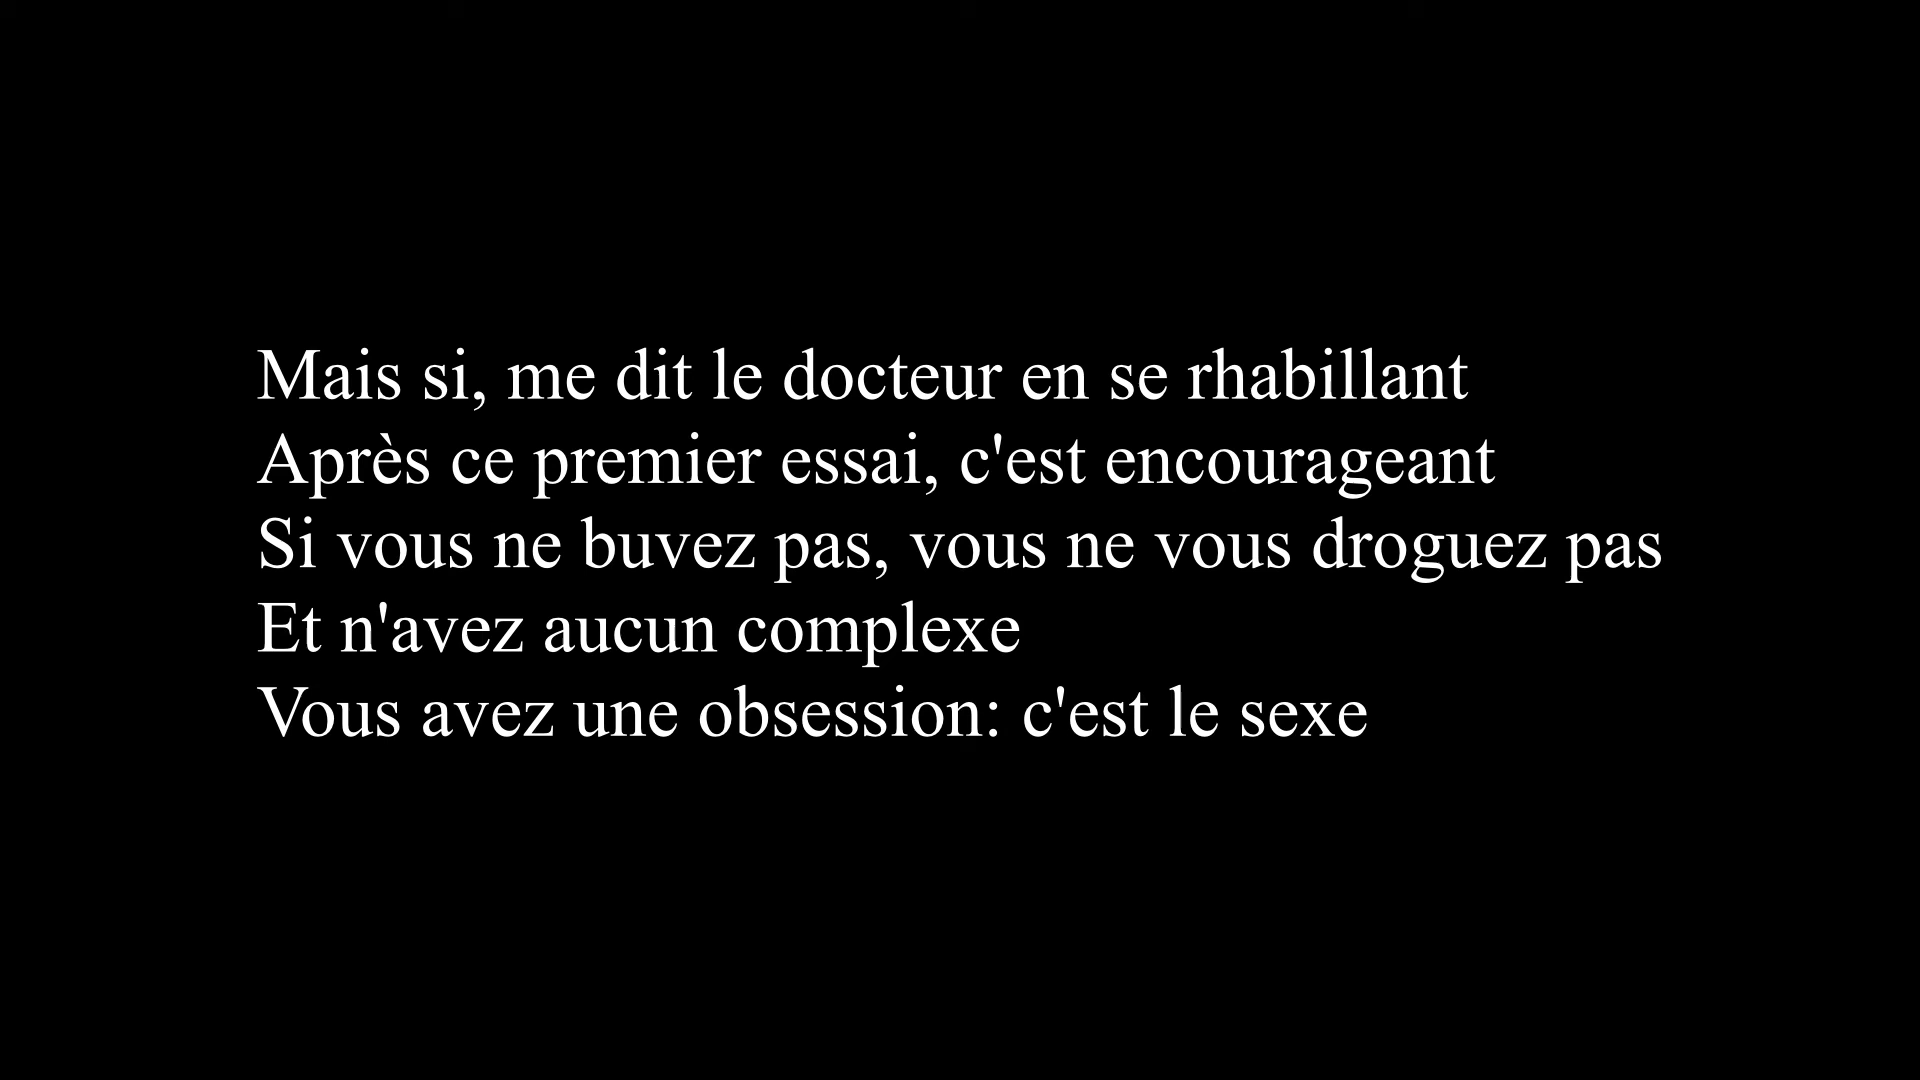 Mais si, me dit le docteur en se rhabillant
Après ce premier essai, c'est encourageant
Si vous ne buvez pas, vous ne vous droguez pas
Et n'avez aucun complexe
Vous avez une obsession: c'est le sexe